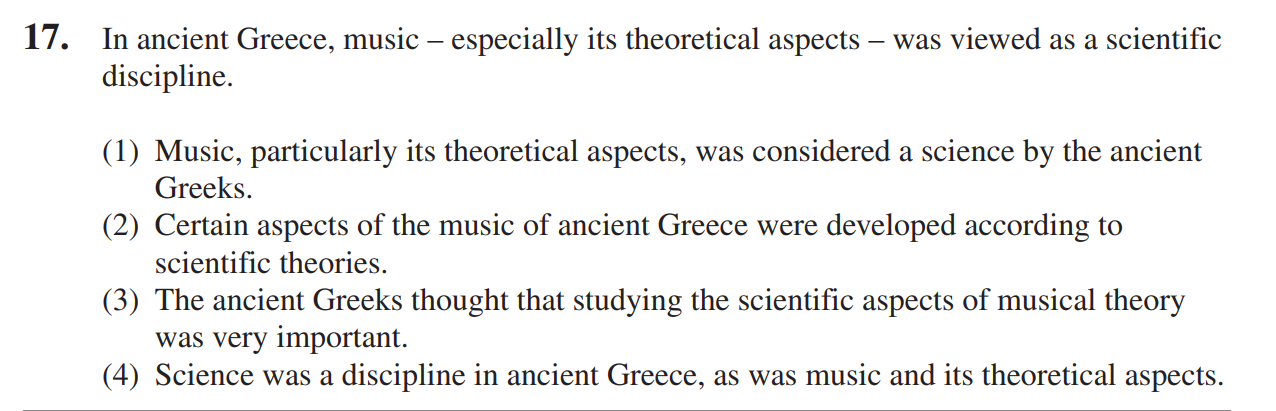 17. In ancient Greece, music – especially its theoretical aspects – was viewed as a scientific
discipline.
(1) Music, particularly its theoretical aspects, was considered a science by the ancient
Greeks.
(2) Certain aspects of the music of ancient Greece were developed according to
scientific theories.
(3) The ancient Greeks thought that studying the scientific aspects of musical theory
was very important.
(4) Science was a discipline in ancient Greece, as was music and its theoretical aspects.